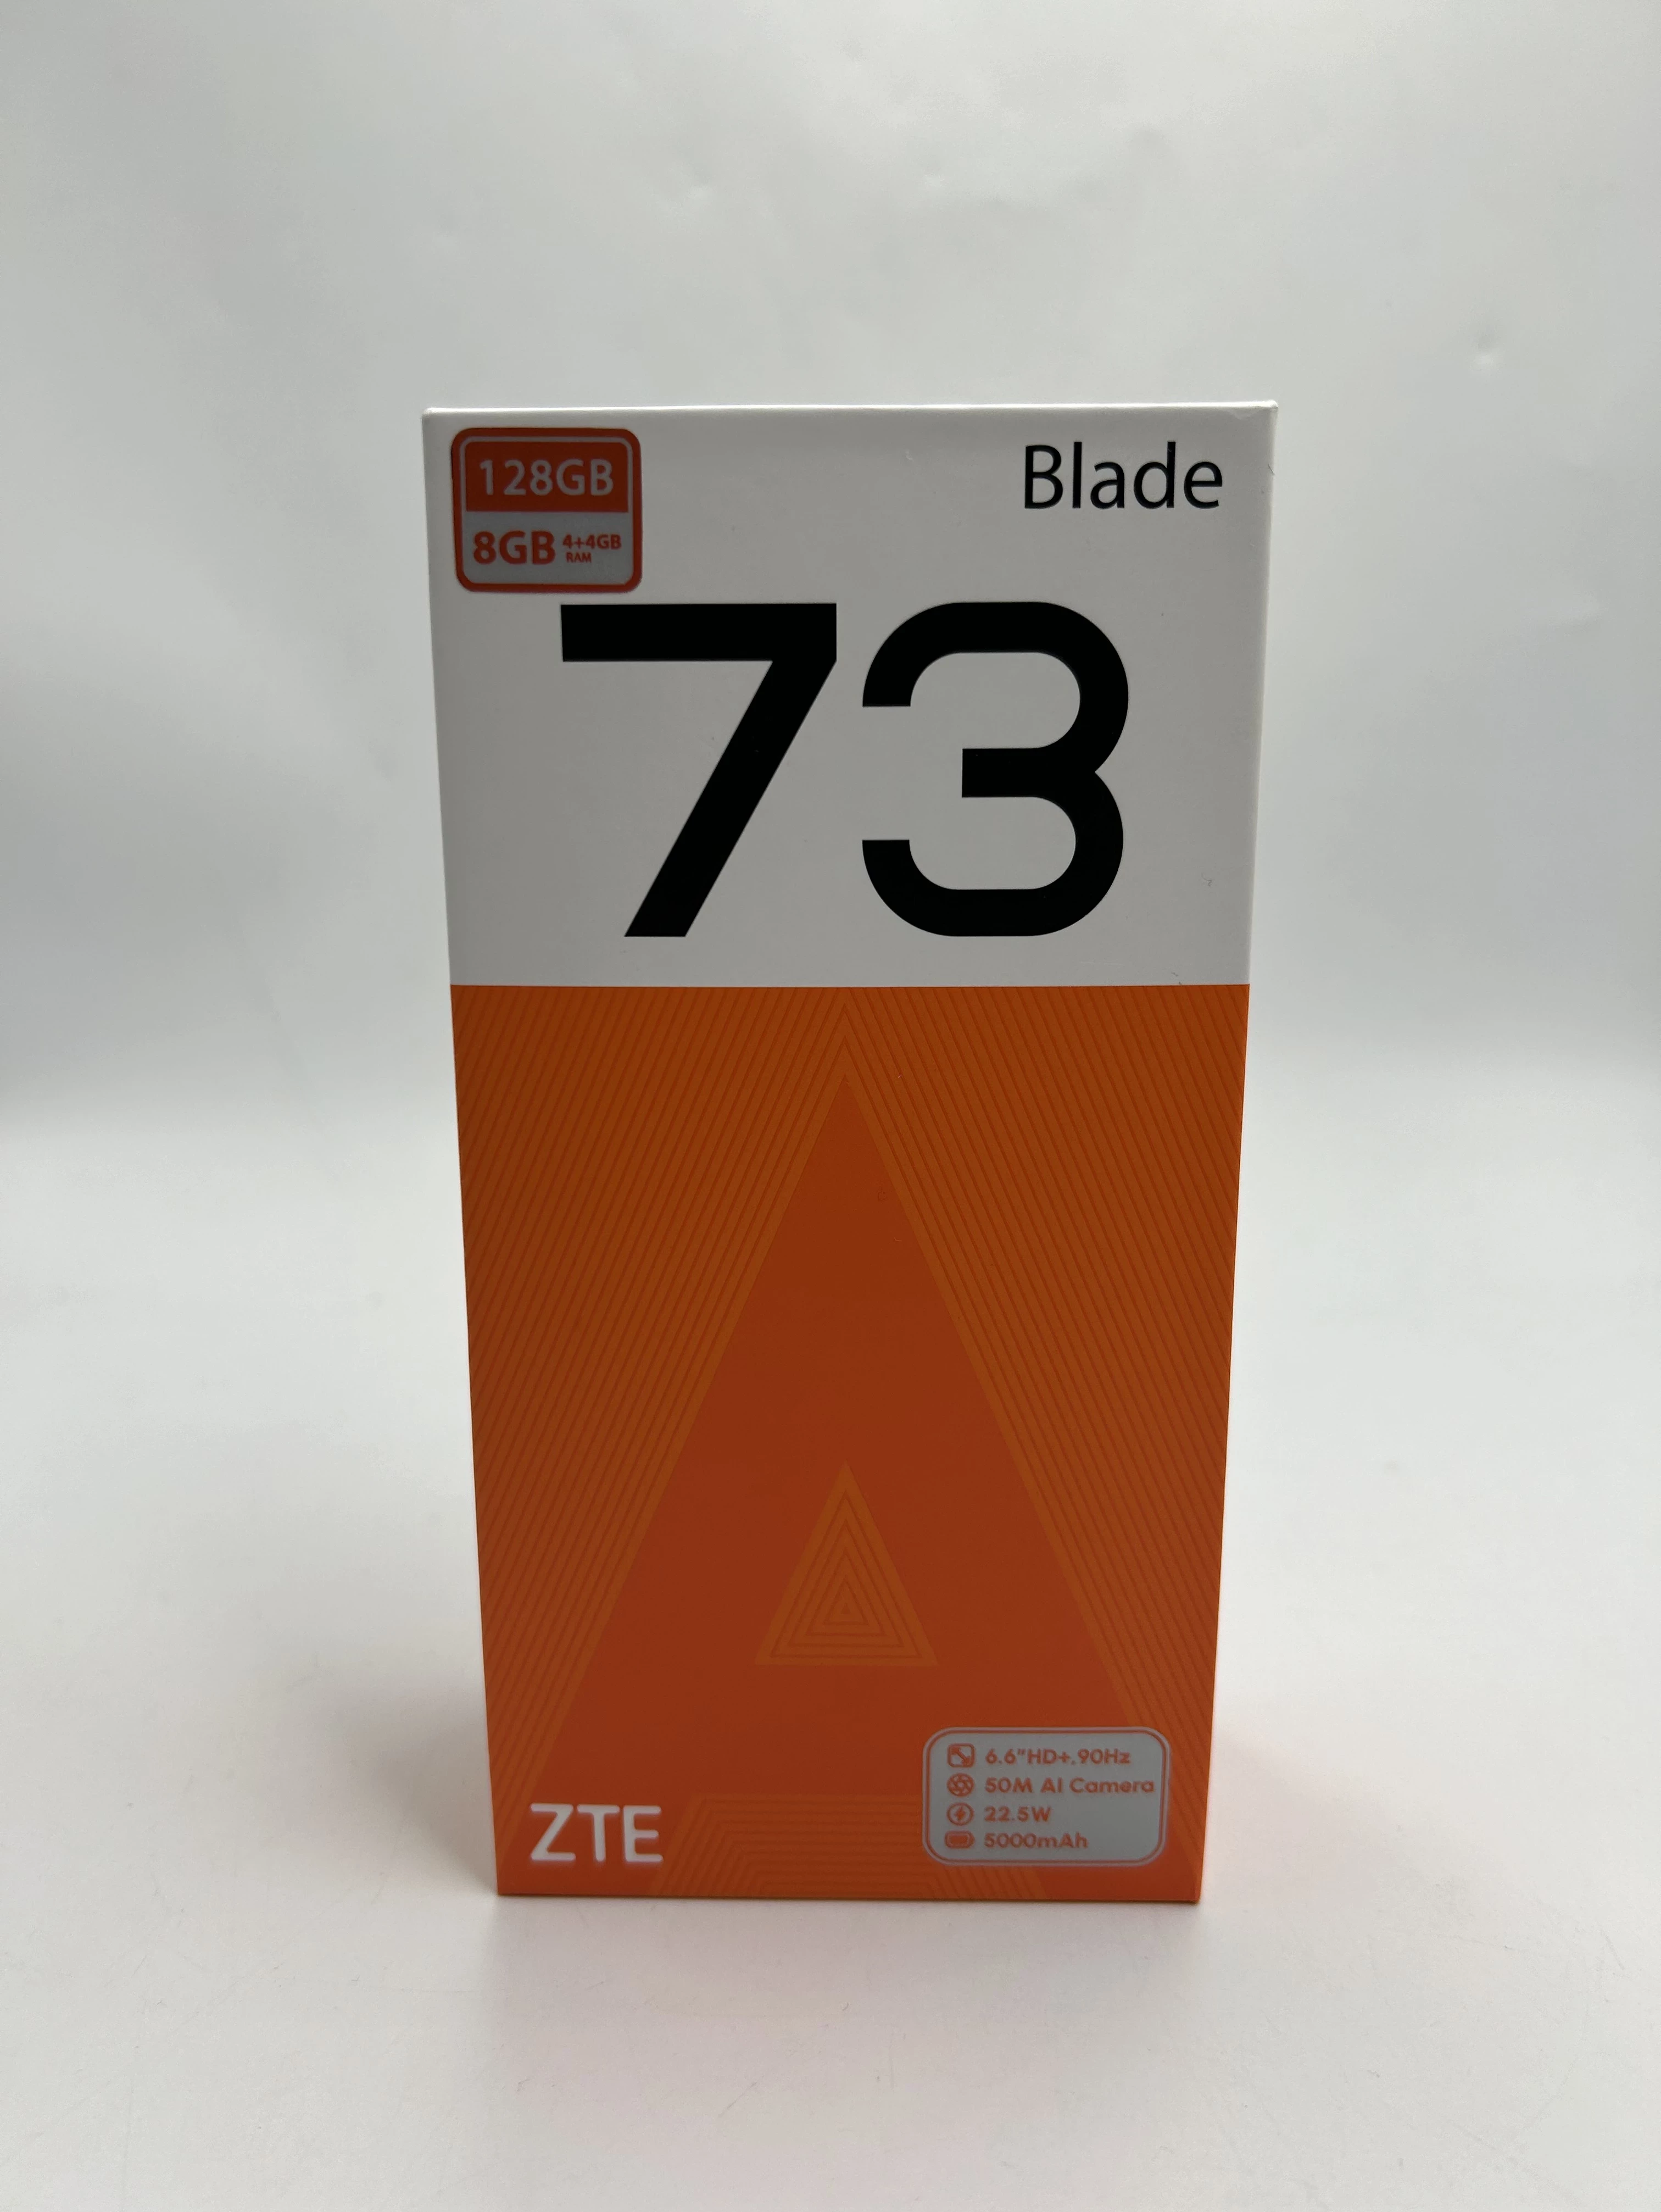 128GB
8GB 4+4GB
RAM
Blade
73
A
6.6"HD+,90Hz
50M AI Camera
22.5W
5000mAh
ZTE